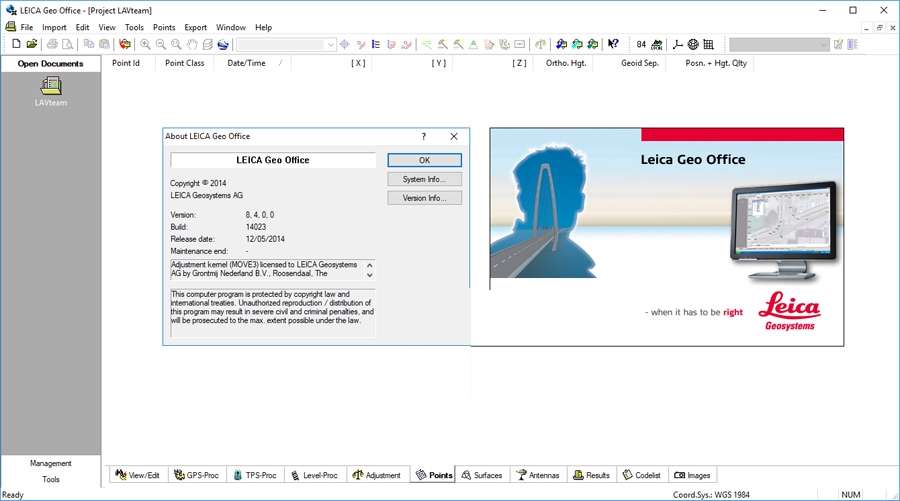 LEICA Geo Office - [Project LAVteam]
File Import Edit View Tools Points Export Window Help
84
Open Documents
LAVteam
Point Id Point Class Date/Time / [ X ] [ Y ] [ Z ] Ortho. Hgt. Geoid Sep. Posn. + Hgt. Qlty
About LEICA Geo Office ?
LEICA Geo Office
OK
Copyright © 2014
LEICA Geosystems AG
System Info...
Version Info...
Version: 8, 4, 0, 0
Build: 14023
Release date: 12/05/2014
Maintenance end: -
Adjustment kernel (MOVE3) licensed to LEICA Geosystems
AG by Grontmij Nederland B.V., Roosendaal, The
This computer program is protected by copyright law and
international treaties. Unauthorized reproduction / distribution of
this program may result in severe civil and criminal penalties, and
will be prosecuted to the max. extent possible under the law.
Leica Geo Office
- when it has to be right
Leica
Geosystems
Management
Tools
View/Edit GPS-Proc TPS-Proc Level-Proc Adjustment Points Surfaces Antennas Results Codelist Images
Ready Coord.Sys.: WGS 1984 NUM